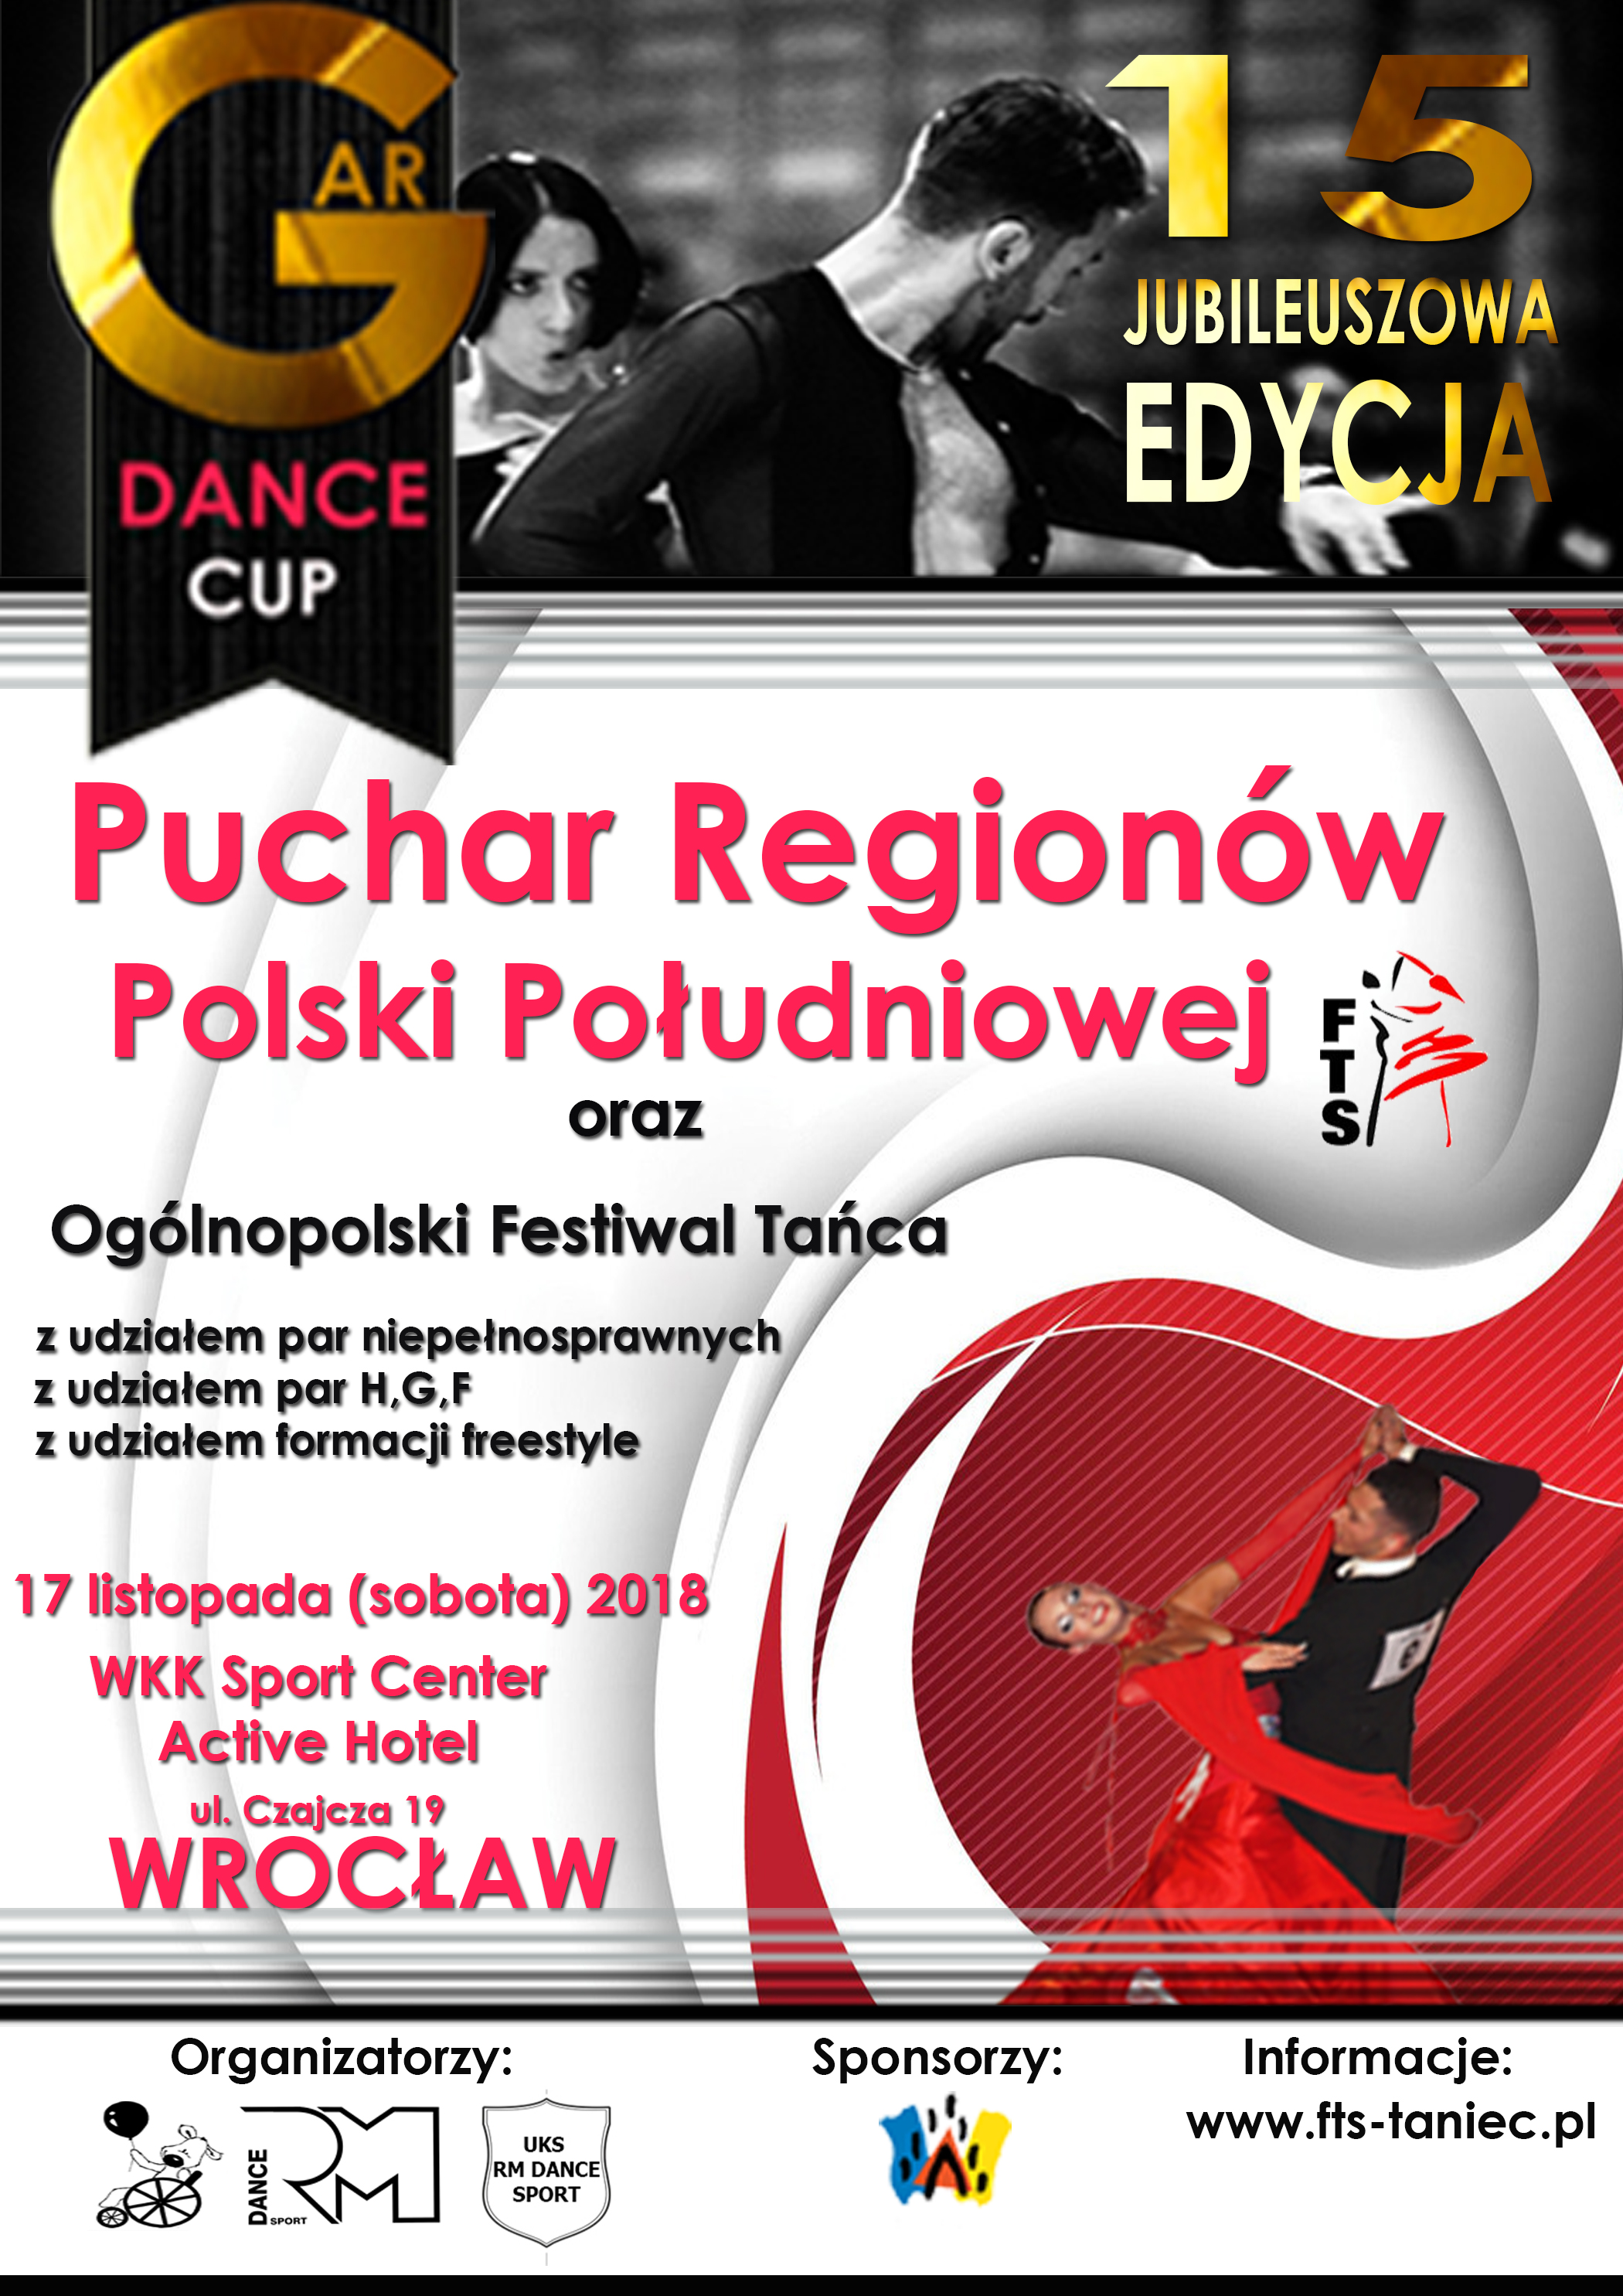 G AR
DANCE
CUP
15
JUBILEUSZOWA
EDYCJA
Puchar Regionów
Polski Południowej
FTS
oraz
Ogólnopolski Festiwal Tańca
z udziałem par niepełnosprawnych
z udziałem par H,G,F
z udziałem formacji freestyle
17 listopada (sobota) 2018
WKK Sport Center
Active Hotel
ul. Czajcza 19
WROCŁAW
Organizatorzy:
RM
DANCE
SPORT
UKS
RM DANCE
SPORT
Sponsorzy:
Informacje:
www.fts-taniec.pl